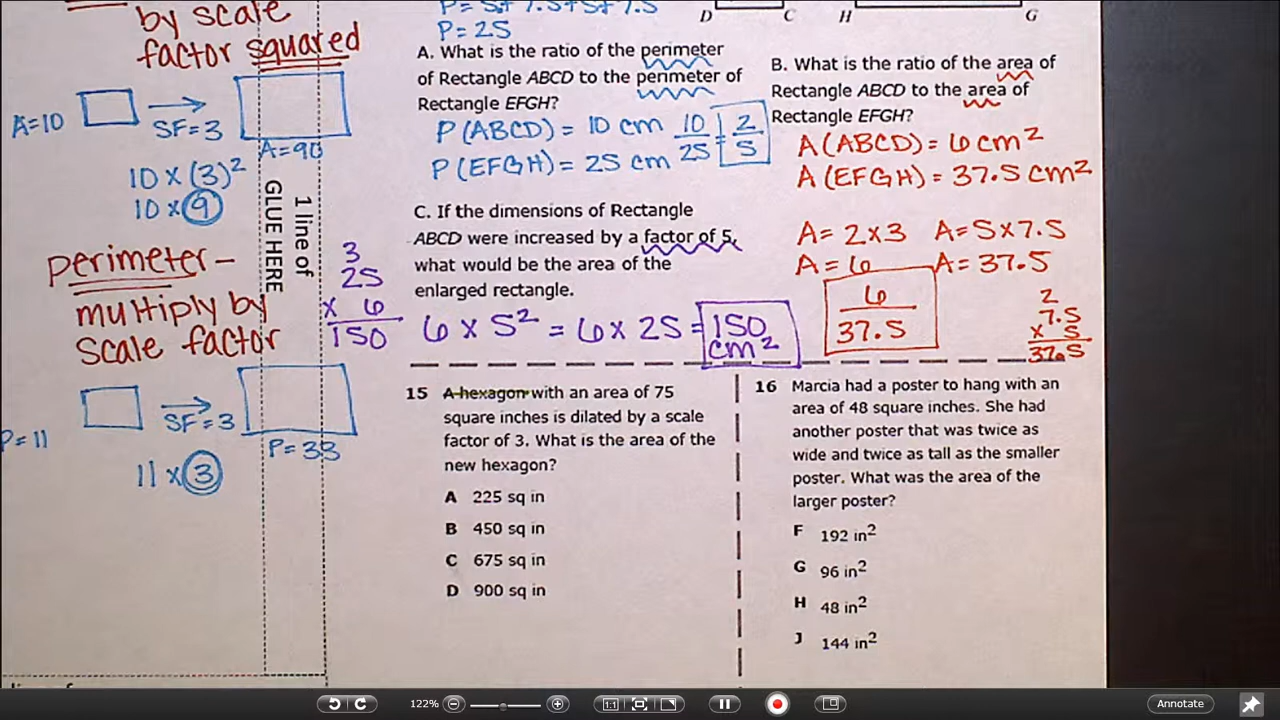 by scale
factor squared
A=10
SF=3
A=90
10 x (3)²
10 x 9
perimeter-
multiply by
scale factor
P=11
SF=3
P=33
11 x 3
1 line of
GLUE HERE
3
25
x 6
150
P=25
D C H G
A. What is the ratio of the perimeter
of Rectangle ABCD to the perimeter of
Rectangle EFGH?
P(ABCD) = 10 cm
P(EFGH) = 25 cm
10/25 = 2/5
C. If the dimensions of Rectangle
ABCD were increased by a factor of 5,
what would be the area of the
enlarged rectangle.
6 x 5² = 6 x 25 = 150
cm²
B. What is the ratio of the area of
Rectangle ABCD to the area of
Rectangle EFGH?
A(ABCD) = 6 cm²
A(EFGH) = 37.5 cm²
A = 2x3 A = 5x7.5
A = 6 A = 37.5
6
37.5
2
7.5
x 5
37.5
15 A hexagon with an area of 75
square inches is dilated by a scale
factor of 3. What is the area of the
new hexagon?
A 225 sq in
B 450 sq in
C 675 sq in
D 900 sq in
16 Marcia had a poster to hang with an
area of 48 square inches. She had
another poster that was twice as
wide and twice as tall as the smaller
poster. What was the area of the
larger poster?
F 192 in²
G 96 in²
H 48 in²
J 144 in²
122%
1:1
Annotate